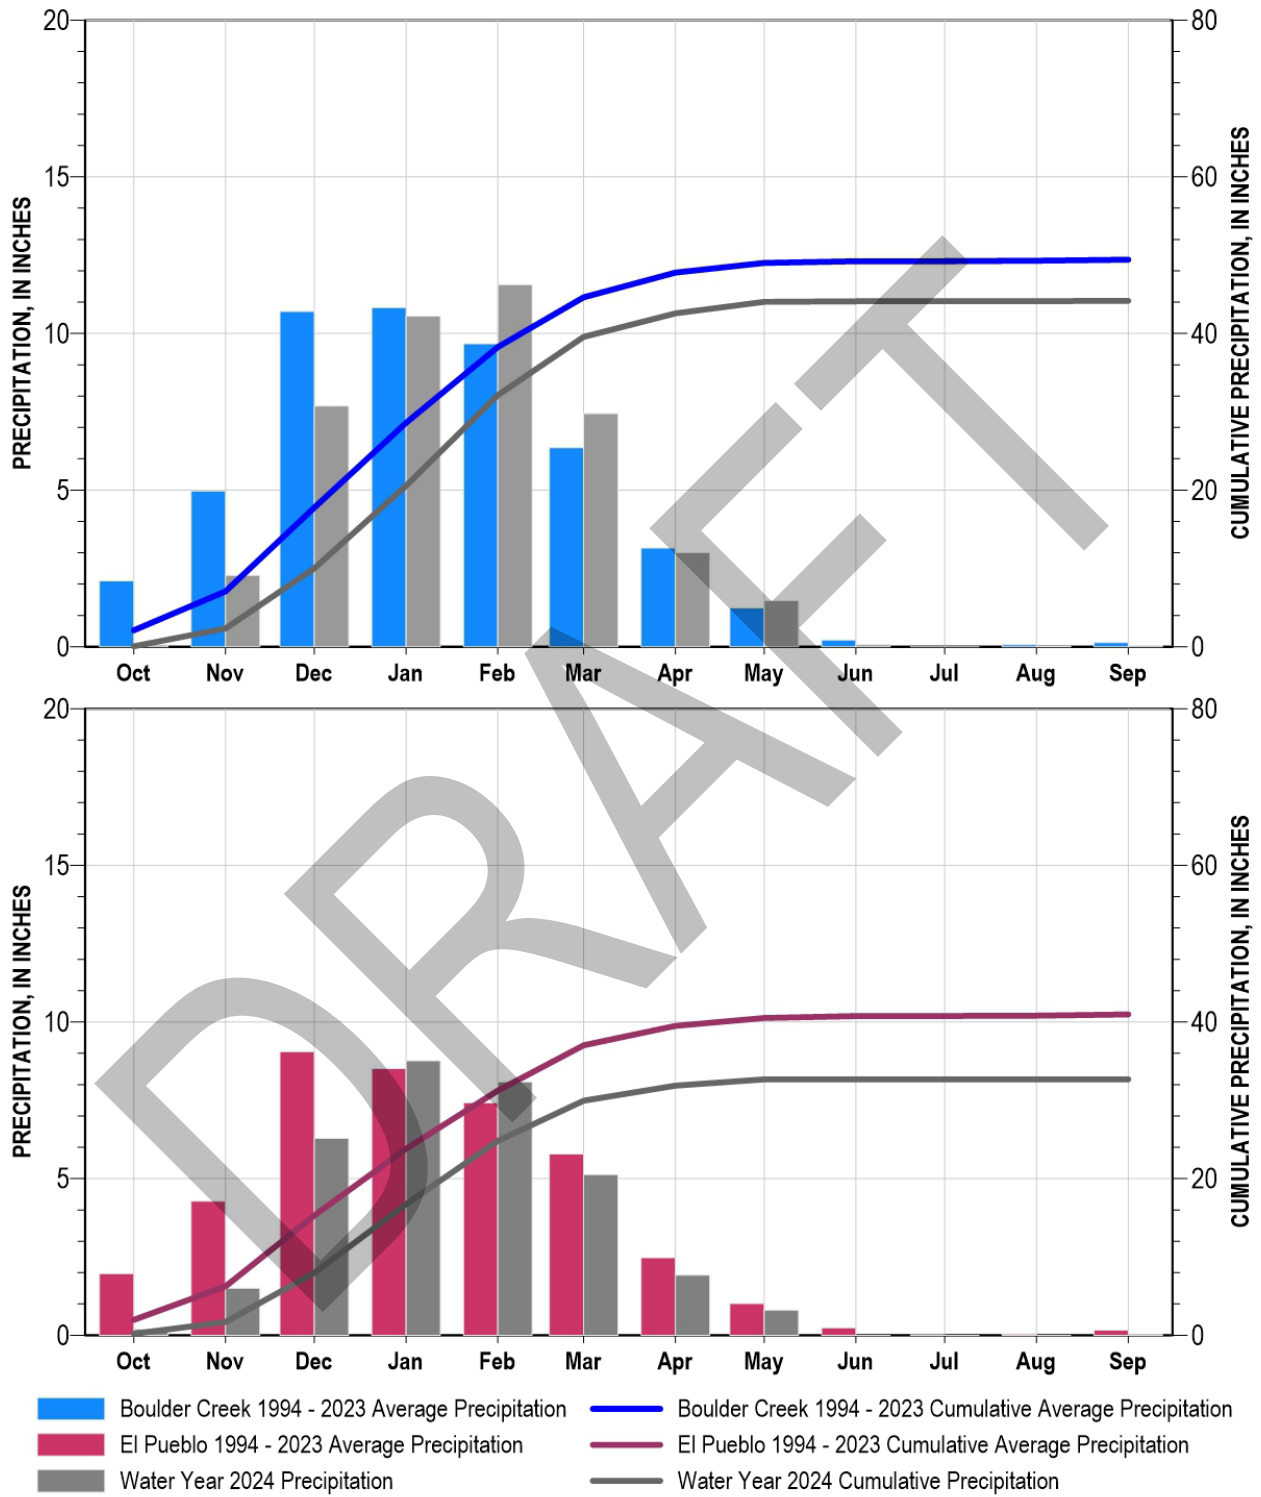 20
15
10
5
0
PRECIPITATION, IN INCHES
80
60
40
20
0
CUMULATIVE PRECIPITATION, IN INCHES
Oct Nov Dec Jan Feb Mar Apr May Jun Jul Aug Sep
20
15
10
5
0
PRECIPITATION, IN INCHES
80
60
40
20
0
CUMULATIVE PRECIPITATION, IN INCHES
Oct Nov Dec Jan Feb Mar Apr May Jun Jul Aug Sep
DRAFT
Boulder Creek 1994 - 2023 Average Precipitation
El Pueblo 1994 - 2023 Average Precipitation
Water Year 2024 Precipitation
Boulder Creek 1994 - 2023 Cumulative Average Precipitation
El Pueblo 1994 - 2023 Cumulative Average Precipitation
Water Year 2024 Cumulative Precipitation